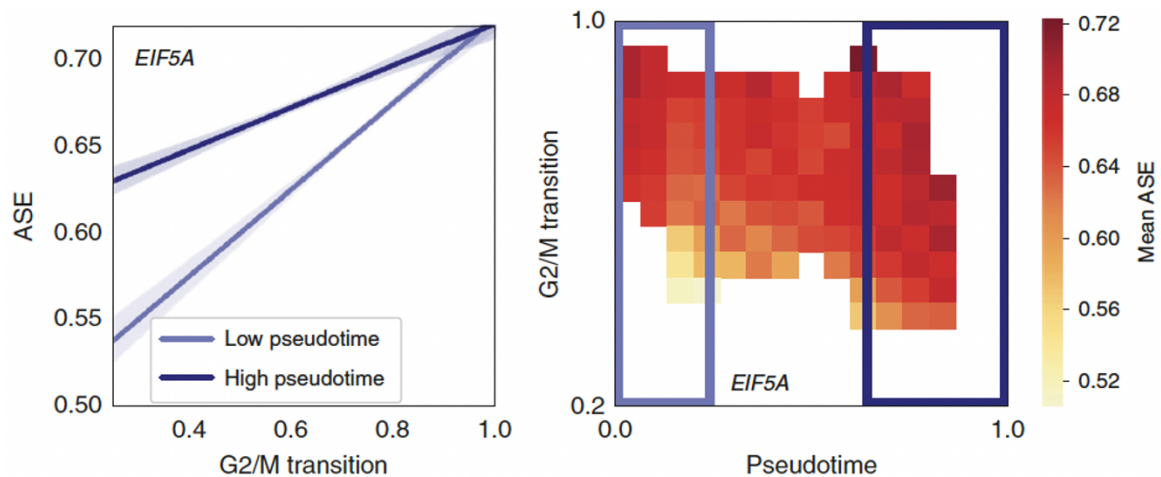 0.70
0.65
0.60
0.55
0.50
ASE
EIF5A
Low pseudotime
High pseudotime
0.4
0.6
0.8
1.0
G2/M transition
1.0
0.2
G2/M transition
EIF5A
0.0
1.0
Pseudotime
0.72
0.68
0.64
0.60
0.56
0.52
Mean ASE